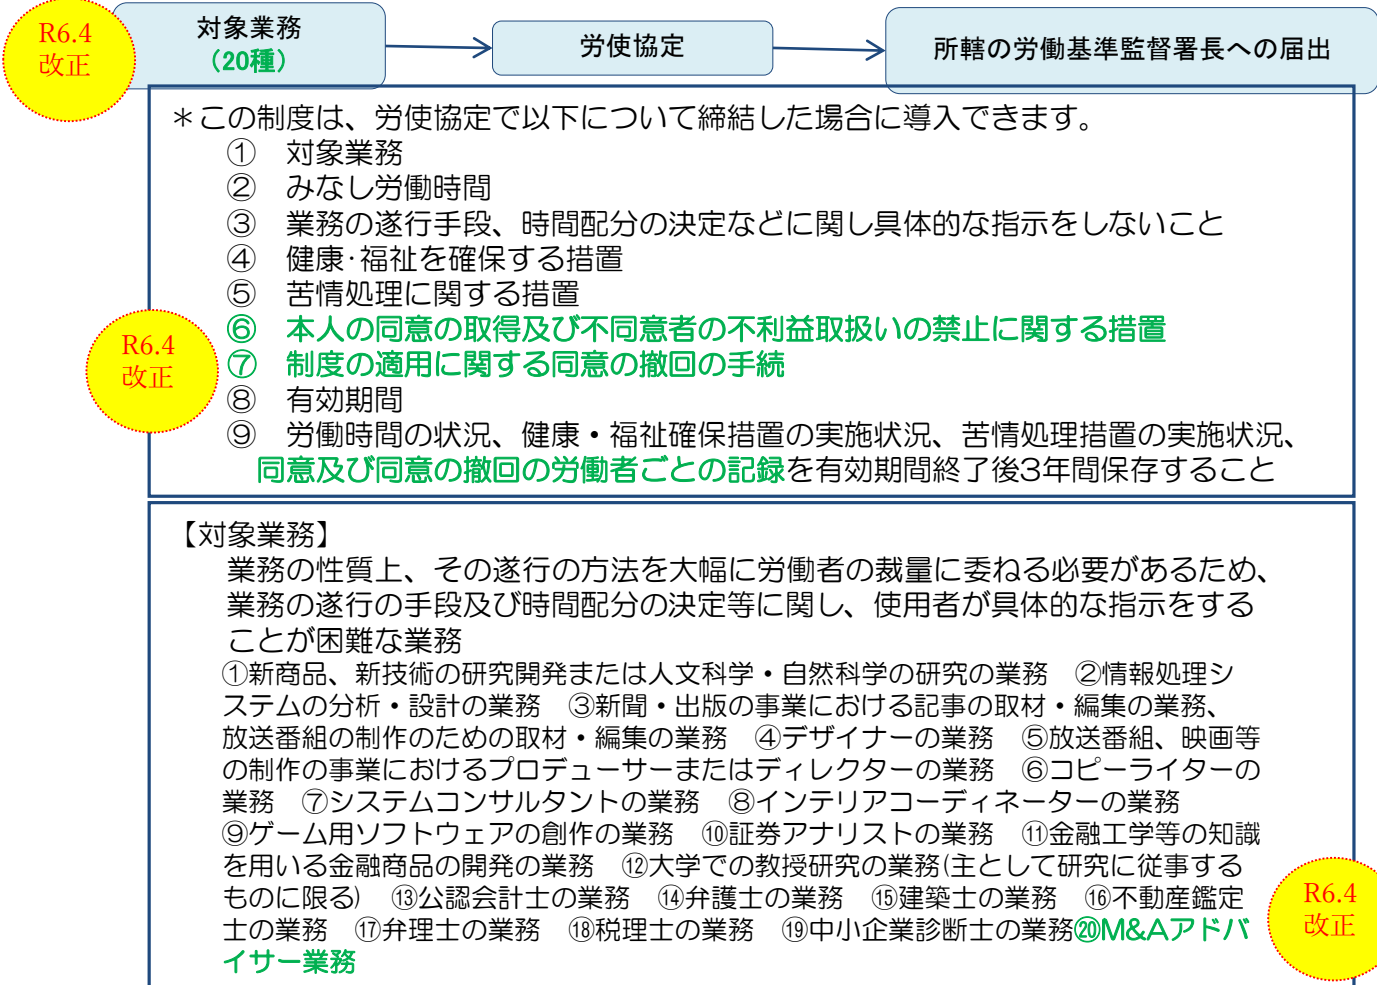 R6.4
改正
対象業務
（20種）
労使協定
所轄の労働基準監督署長への届出
＊この制度は、労使協定で以下について締結した場合に導入できます。
①　対象業務
②　みなし労働時間
③　業務の遂行手段、時間配分の決定などに関し具体的な指示をしないこと
④　健康･福祉を確保する措置
⑤　苦情処理に関する措置
⑥　本人の同意の取得及び不同意者の不利益取扱いの禁止に関する措置
R6.4
改正
⑦　制度の適用に関する同意の撤回の手続
⑧　有効期間
⑨　労働時間の状況、健康・福祉確保措置の実施状況、苦情処理措置の実施状況、
同意及び同意の撤回の労働者ごとの記録を有効期間終了後3年間保存すること
【対象業務】
業務の性質上、その遂行の方法を大幅に労働者の裁量に委ねる必要があるため、
業務の遂行の手段及び時間配分の決定等に関し、使用者が具体的な指示をする
ことが困難な業務
①新商品、新技術の研究開発または人文科学・自然科学の研究の業務　②情報処理シ
ステムの分析・設計の業務　③新聞・出版の事業における記事の取材・編集の業務、
放送番組の制作のための取材・編集の業務　④デザイナーの業務　⑤放送番組、映画等
の制作の事業におけるプロデューサーまたはディレクターの業務　⑥コピーライターの
業務　⑦システムコンサルタントの業務　⑧インテリアコーディネーターの業務
⑨ゲーム用ソフトウェアの創作の業務　⑩証券アナリストの業務　⑪金融工学等の知識
を用いる金融商品の開発の業務　⑫大学での教授研究の業務(主として研究に従事する
ものに限る)　⑬公認会計士の業務　⑭弁護士の業務　⑮建築士の業務　⑯不動産鑑定
士の業務　⑰弁理士の業務　⑱税理士の業務　⑲中小企業診断士の業務⑳M&Aアドバ
イサー業務
R6.4
改正